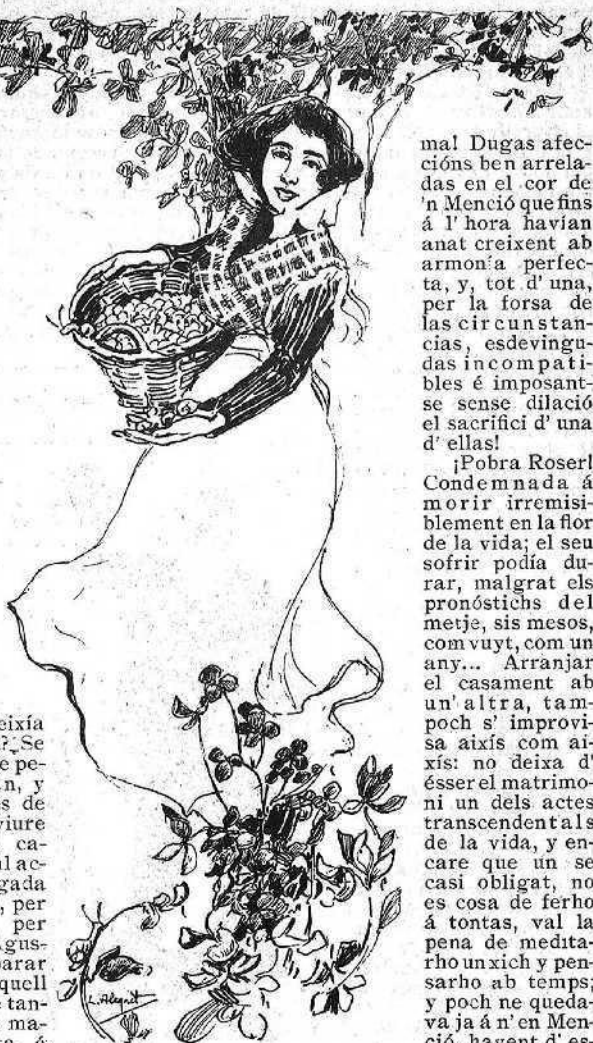 eixía
?_Se
e pe-
n, y
s de
viure
ca-
al ac-
gada
, per
per
gus-
parar
quell
tan-
ma-
ma! Dugas afec-
cións ben arrela-
das en el cor de
'n Menció que fins
á l' hora havían
anat creixent ab
armonía perfec-
ta, y, tot d' una,
per la forsa de
las circunstan-
cias, esdevingu-
das incompati-
bles é imposant-
se sense dilació
el sacrifici d' una
d' ellas!
¡Pobra Roser!
Condemnada á
morir irremisi-
blement en la flor
de la vida; el seu
sofrir podía du-
rar, malgrat els
pronóstichs del
metje, sis mesos,
com vuyt, com un
any... Arranjar
el casament ab
un' altra, tam-
poch s' improvi-
sa aixís com ai-
xís: no deixa d'
ésser el matrimo-
ni un dels actes
transcendentals
de la vida, y en-
care que un se
casi obligat, no
es cosa de ferho
á tontas, val la
pena de medita-
rho un xich y pen-
sarho ab temps;
y poch ne queda-
va ja á n' en Men-
ció, havent d' es-